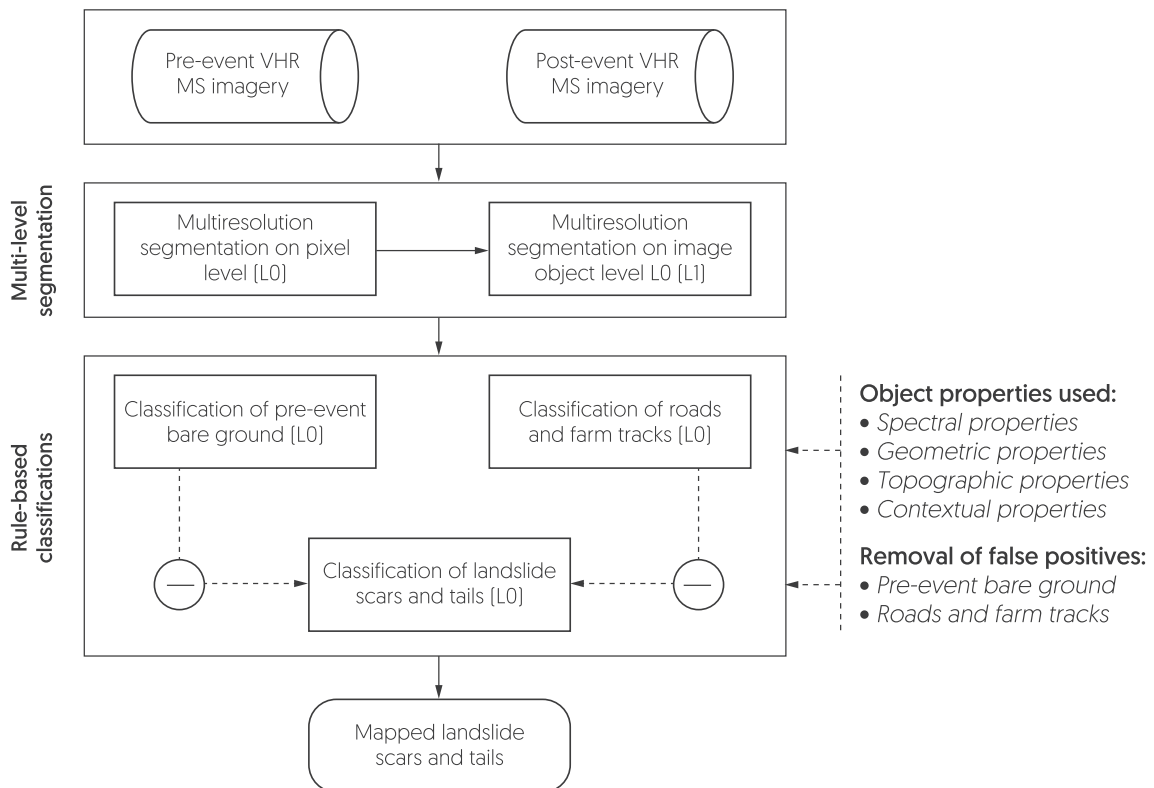 Pre-event VHR
MS imagery
Post-event VHR
MS imagery
Multi-level
segmentation
Multiresolution
segmentation on pixel
level (L0)
Multiresolution
segmentation on image
object level L0 (L1)
Rule-based
classifications
Classification of pre-event
bare ground (L0)
Classification of roads
and farm tracks (L0)
Classification of landslide
scars and tails (L0)
Object properties used:
• Spectral properties
• Geometric properties
• Topographic properties
• Contextual properties
Removal of false positives:
• Pre-event bare ground
• Roads and farm tracks
Mapped landslide
scars and tails